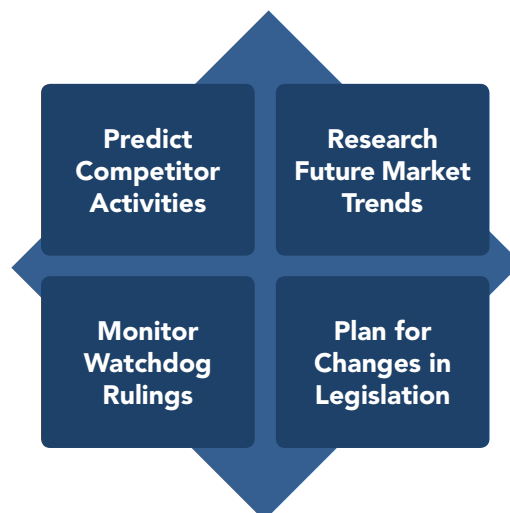 Predict
Competitor
Activities
Research
Future Market
Trends
Monitor
Watchdog
Rulings
Plan for
Changes in
Legislation